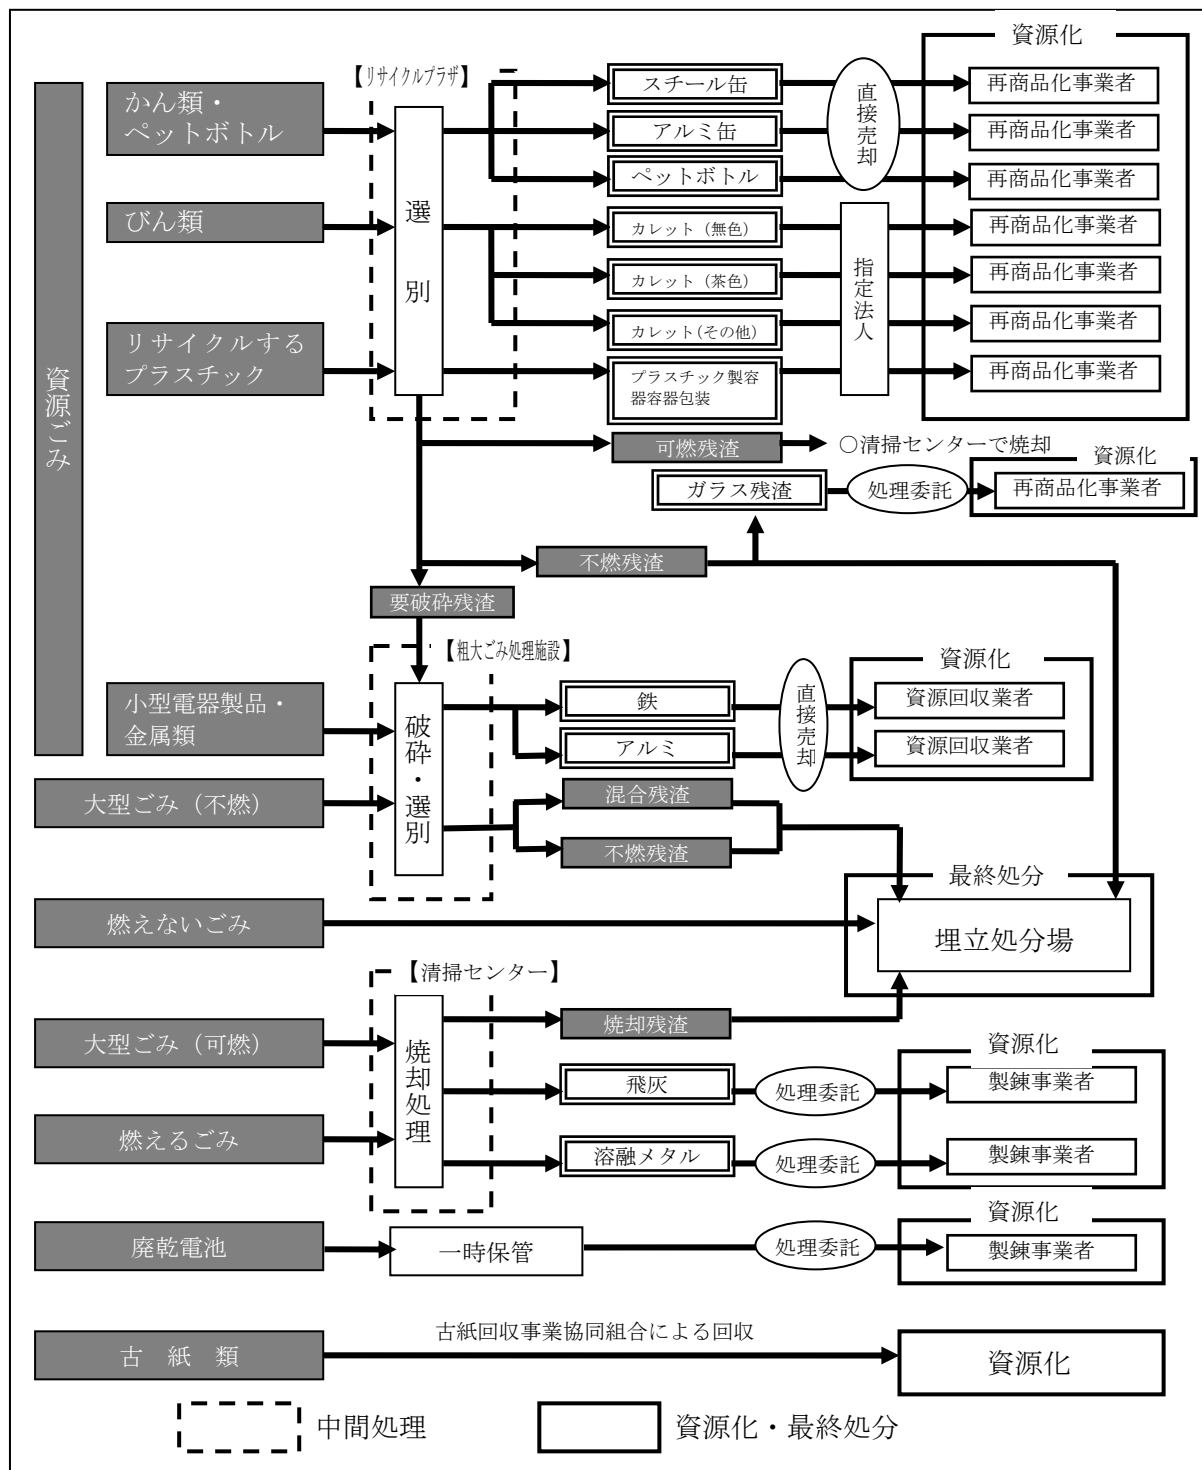 資源化
【リサイクルプラザ】
資源ごみ
かん類・
ペットボトル
びん類
リサイクルする
プラスチック
選別
スチール缶
アルミ缶
ペットボトル
カレット（無色）
カレット（茶色）
カレット（その他）
プラスチック製容
器容器包装
直接売却
指定法人
再商品化事業者
再商品化事業者
再商品化事業者
再商品化事業者
再商品化事業者
再商品化事業者
再商品化事業者
可燃残渣
○清掃センターで焼却
資源化
ガラス残渣
処理委託
再商品化事業者
不燃残渣
要破砕残渣
【粗大ごみ処理施設】
資源化
小型電器製品・
金属類
大型ごみ（不燃）
破砕・選別
鉄
アルミ
直接売却
資源回収業者
資源回収業者
混合残渣
不燃残渣
最終処分
燃えないごみ
埋立処分場
【清掃センター】
大型ごみ（可燃）
燃えるごみ
焼却処理
焼却残渣
資源化
飛灰
処理委託
製錬事業者
溶融メタル
処理委託
製錬事業者
資源化
廃乾電池
一時保管
処理委託
製錬事業者
古紙回収事業協同組合による回収
古 紙 類
資源化
中間処理
資源化・最終処分